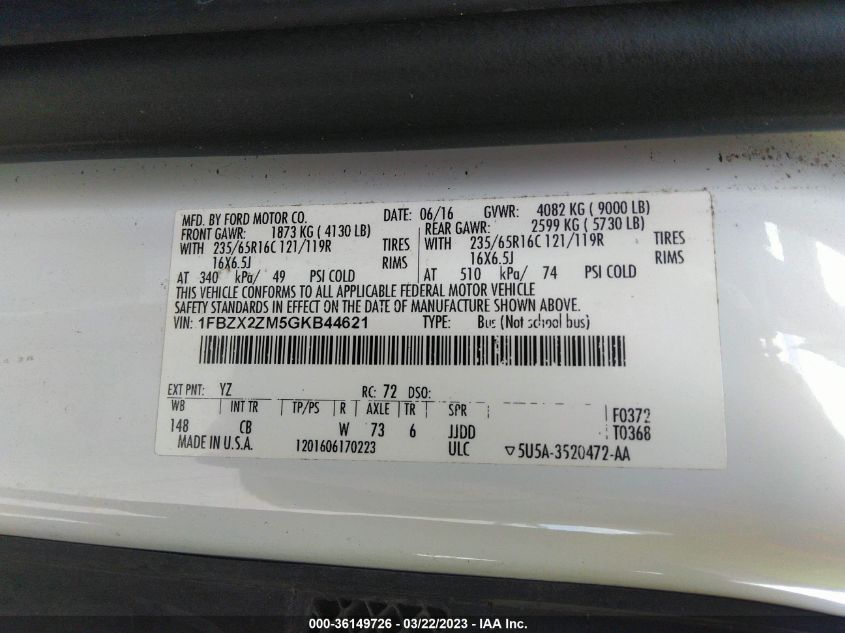 MFD. BY FORD MOTOR CO. DATE: 06/16 GVWR: 4082 KG ( 9000 LB)
FRONT GAWR: 1873 KG ( 4130 LB) REAR GAWR: 2599 KG ( 5730 LB)
WITH 235/65R16C 121/119R TIRES WITH 235/65R16C 121/119R TIRES
16X6.5J RIMS 16X6.5J RIMS
AT 340 kPa/ 49 PSI COLD AT 510 kPa/ 74 PSI COLD
THIS VEHICLE CONFORMS TO ALL APPLICABLE FEDERAL MOTOR VEHICLE
SAFETY STANDARDS IN EFFECT ON THE DATE OF MANUFACTURE SHOWN ABOVE.
VIN: 1FBZX2ZM5GKB44621 TYPE: Bus (Not school bus)
EXT PNT: YZ RC: 72 DSO:
WB INT TR TP/PS R AXLE TR SPR F0372
148 CB W 73 6 JJDD T0368
MADE IN U.S.A. 1201606170223 ULC ▽5U5A-3520472-AA
000-36149726 - 03/22/2023 - IAA Inc.